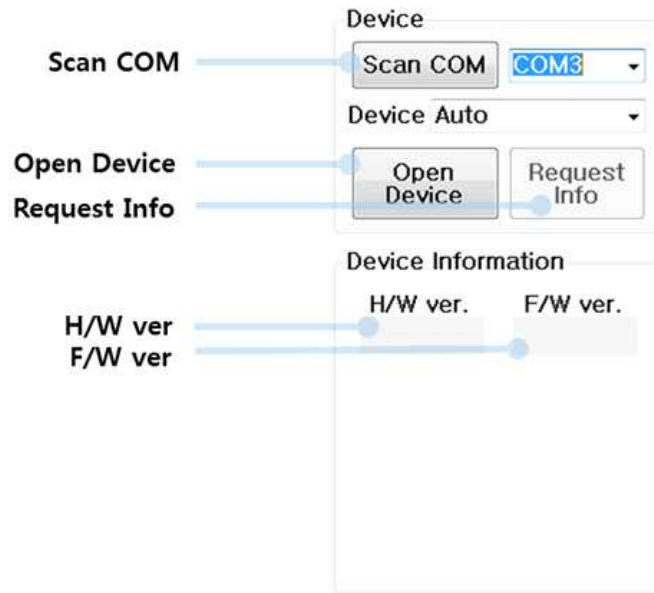 Device
Scan COM
Scan COM COM3
Device Auto
Open Device
Open
Device
Request
Info
Request Info
Device Information
H/W ver. F/W ver.
H/W ver
F/W ver